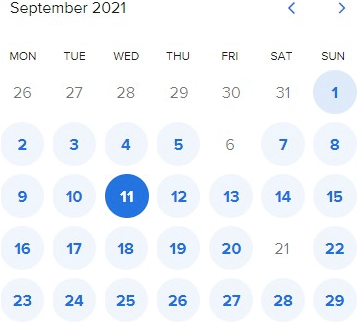 September 2021
MON TUE WED THU FRI SAT SUN
26 27 28 29 30 31 1
2 3 4 5 6 7 8
9 10 11 12 13 14 15
16 17 18 19 20 21 22
23 24 25 26 27 28 29